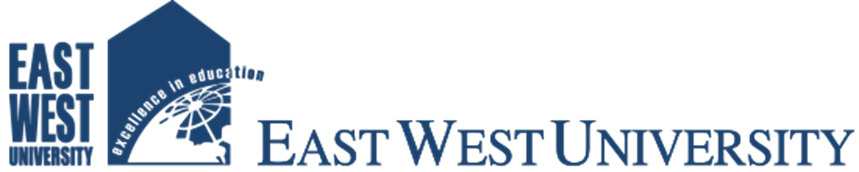 EAST
WEST
UNIVERSITY
excellence in education
EAST WEST UNIVERSITY